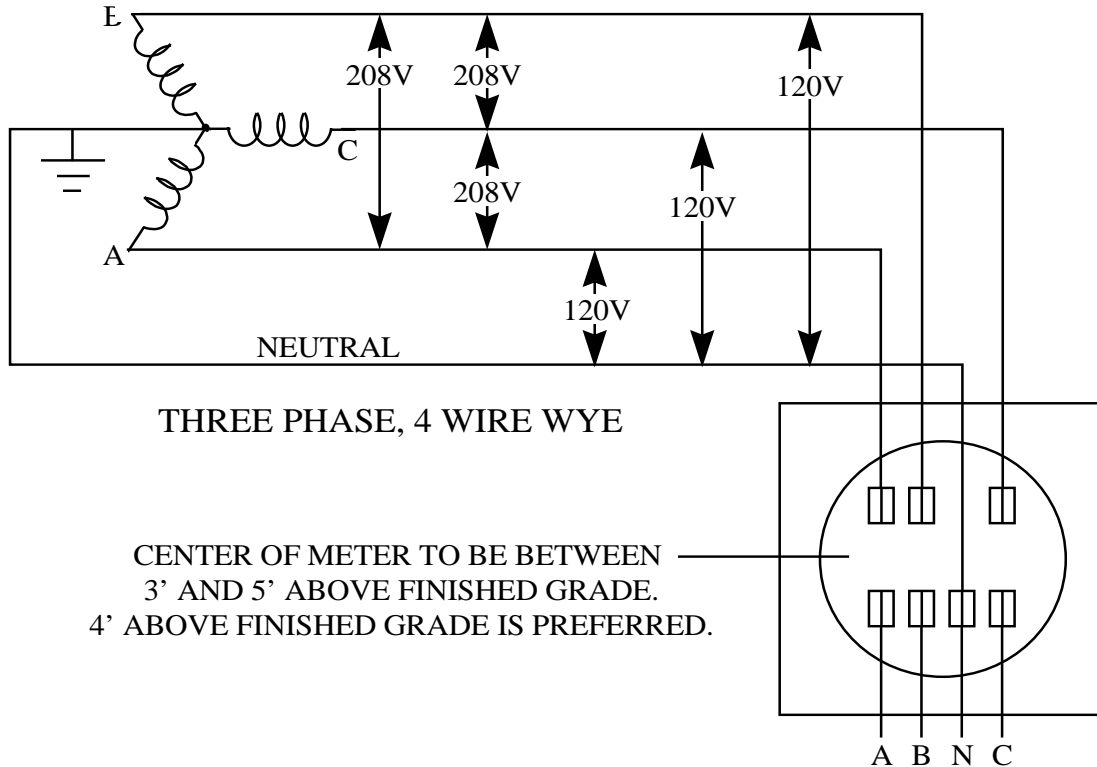 E
208V 208V
120V
C
208V
120V
A
120V
NEUTRAL
THREE PHASE, 4 WIRE WYE
CENTER OF METER TO BE BETWEEN
3’ AND 5’ ABOVE FINISHED GRADE.
4’ ABOVE FINISHED GRADE IS PREFERRED.
A B N C